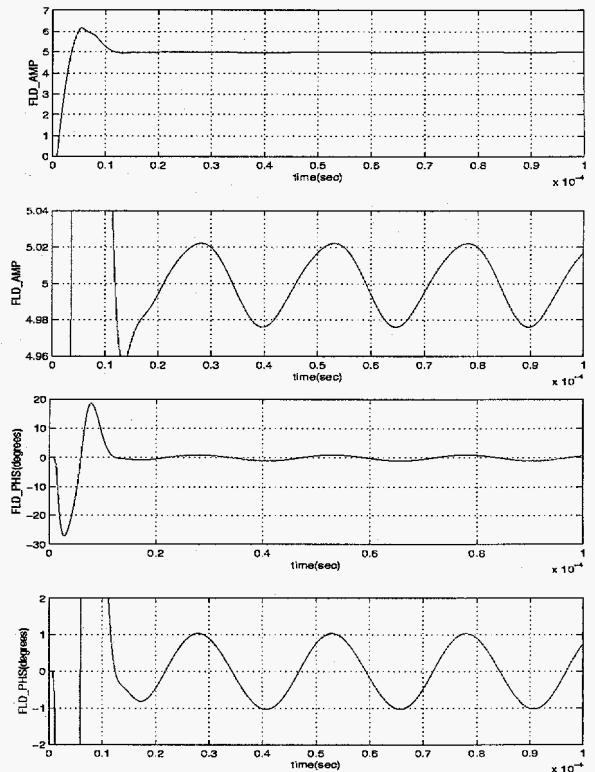 7
6
5
4
3
2
1
0
FLD_AMP
0 0.1 0.2 0.3 0.4 0.5 0.6 0.7 0.8 0.9 1
time(sec)
x 10⁻⁴
5.04
5.02
5
4.98
4.96
FLD_AMP
0 0.1 0.2 0.3 0.4 0.5 0.6 0.7 0.8 0.9 1
time(sec)
x 10⁻⁴
20
10
0
−10
−20
−30
FLD_PHS(degrees)
0 0.2 0.4 0.6 0.8 1
time(sec)
x 10⁻⁴
2
1
0
−1
−2
FLD_PHS(degrees)
0 0.1 0.2 0.3 0.4 0.5 0.6 0.7 0.8 0.9 1
time(sec)
x 10⁻⁴